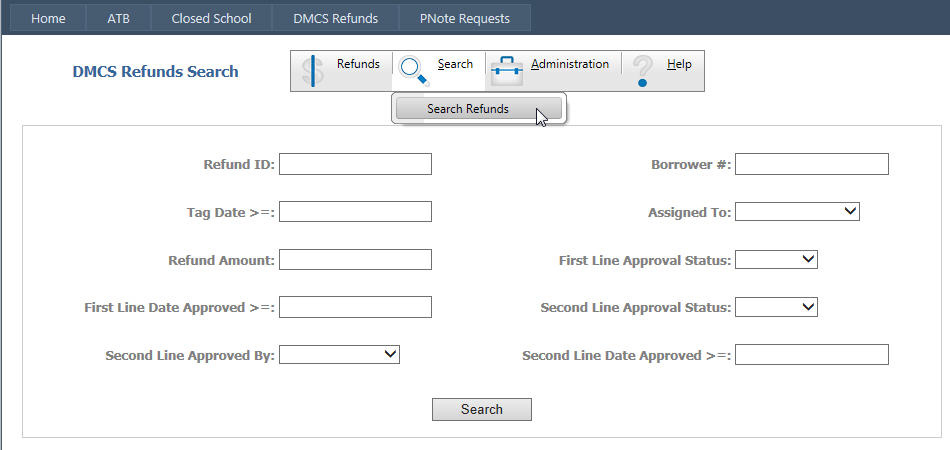 Home ATB Closed School DMCS Refunds PNote Requests
DMCS Refunds Search Refunds Search Administration Help
Search Refunds
Refund ID: Borrower #:
Tag Date >=: Assigned To:
Refund Amount: First Line Approval Status:
First Line Date Approved >=: Second Line Approval Status:
Second Line Approved By: Second Line Date Approved >=:
Search